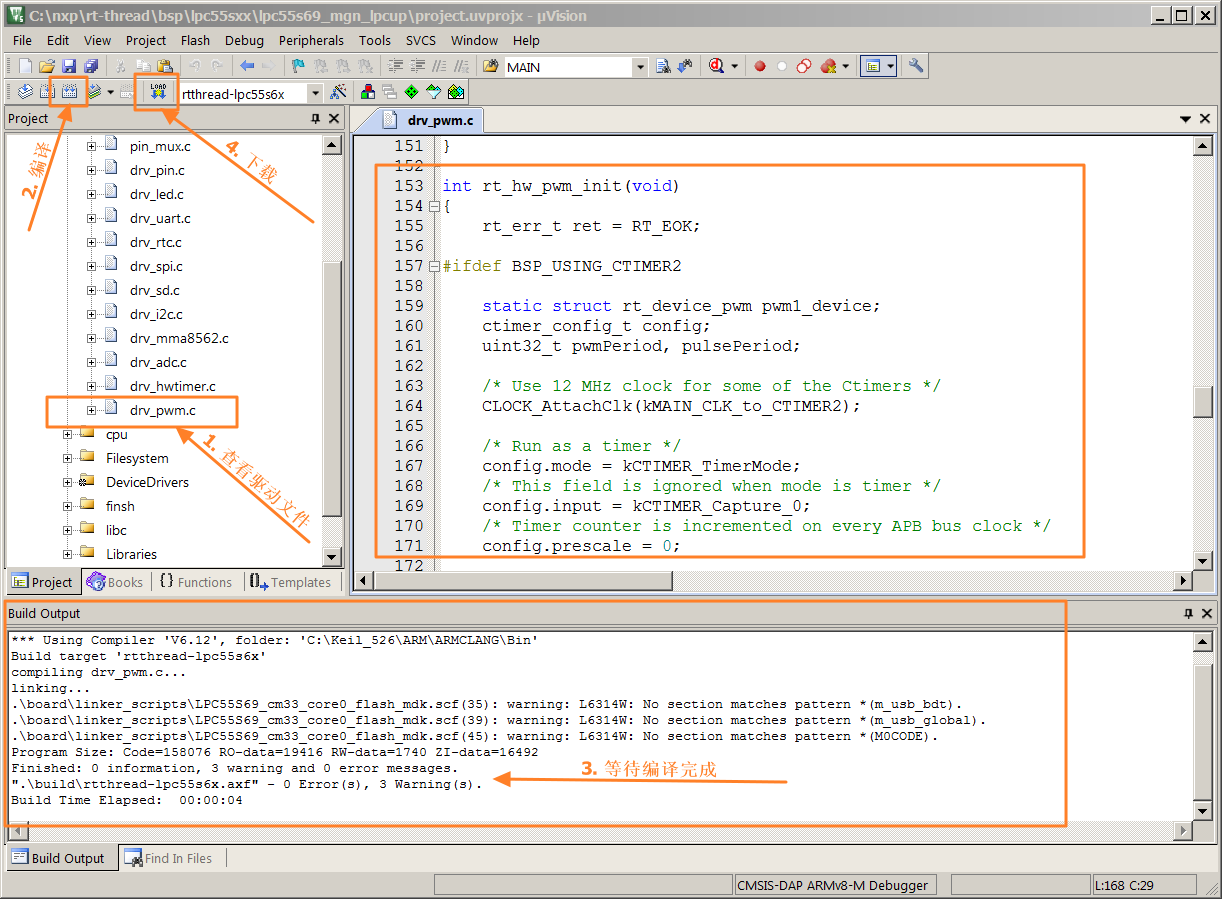 C:\nxp\rt-thread\bsp\lpc55sxx\lpc55s69_mgn_lpcup\project.uvprojx - µVision
File Edit View Project Flash Debug Peripherals Tools SVCS Window Help
MAIN
LOAD
rtthread-lpc55s6x
Project
drv_pwm.c
2. 编译
4. 下载
pin_mux.c
drv_pin.c
drv_led.c
drv_uart.c
drv_rtc.c
drv_spi.c
drv_sd.c
drv_i2c.c
drv_mma8562.c
drv_adc.c
drv_hwtimer.c
drv_pwm.c
cpu
Filesystem
DeviceDrivers
finsh
libc
Libraries
1. 查看驱动文件
Project Books Functions Templates
151 }
152
153 int rt_hw_pwm_init(void)
154 {
155 rt_err_t ret = RT_EOK;
156
157 #ifdef BSP_USING_CTIMER2
158
159 static struct rt_device_pwm pwm1_device;
160 ctimer_config_t config;
161 uint32_t pwmPeriod, pulsePeriod;
162
163 /* Use 12 MHz clock for some of the Ctimers */
164 CLOCK_AttachClk(kMAIN_CLK_to_CTIMER2);
165
166 /* Run as a timer */
167 config.mode = kCTIMER_TimerMode;
168 /* This field is ignored when mode is timer */
169 config.input = kCTIMER_Capture_0;
170 /* Timer counter is incremented on every APB bus clock */
171 config.prescale = 0;
172
Build Output
*** Using Compiler 'V6.12', folder: 'C:\Keil_526\ARM\ARMCLANG\Bin'
Build target 'rtthread-lpc55s6x'
compiling drv_pwm.c...
linking...
.\board\linker_scripts\LPC55S69_cm33_core0_flash_mdk.scf(35): warning: L6314W: No section matches pattern *(m_usb_bdt).
.\board\linker_scripts\LPC55S69_cm33_core0_flash_mdk.scf(39): warning: L6314W: No section matches pattern *(m_usb_global).
.\board\linker_scripts\LPC55S69_cm33_core0_flash_mdk.scf(45): warning: L6314W: No section matches pattern *(M0CODE).
Program Size: Code=158076 RO-data=19416 RW-data=1740 ZI-data=16492
Finished: 0 information, 3 warning and 0 error messages.
".\build\rtthread-lpc55s6x.axf" - 0 Error(s), 3 Warning(s).
Build Time Elapsed: 00:00:04
3. 等待编译完成
Build Output Find In Files
CMSIS-DAP ARMv8-M Debugger L:168 C:29